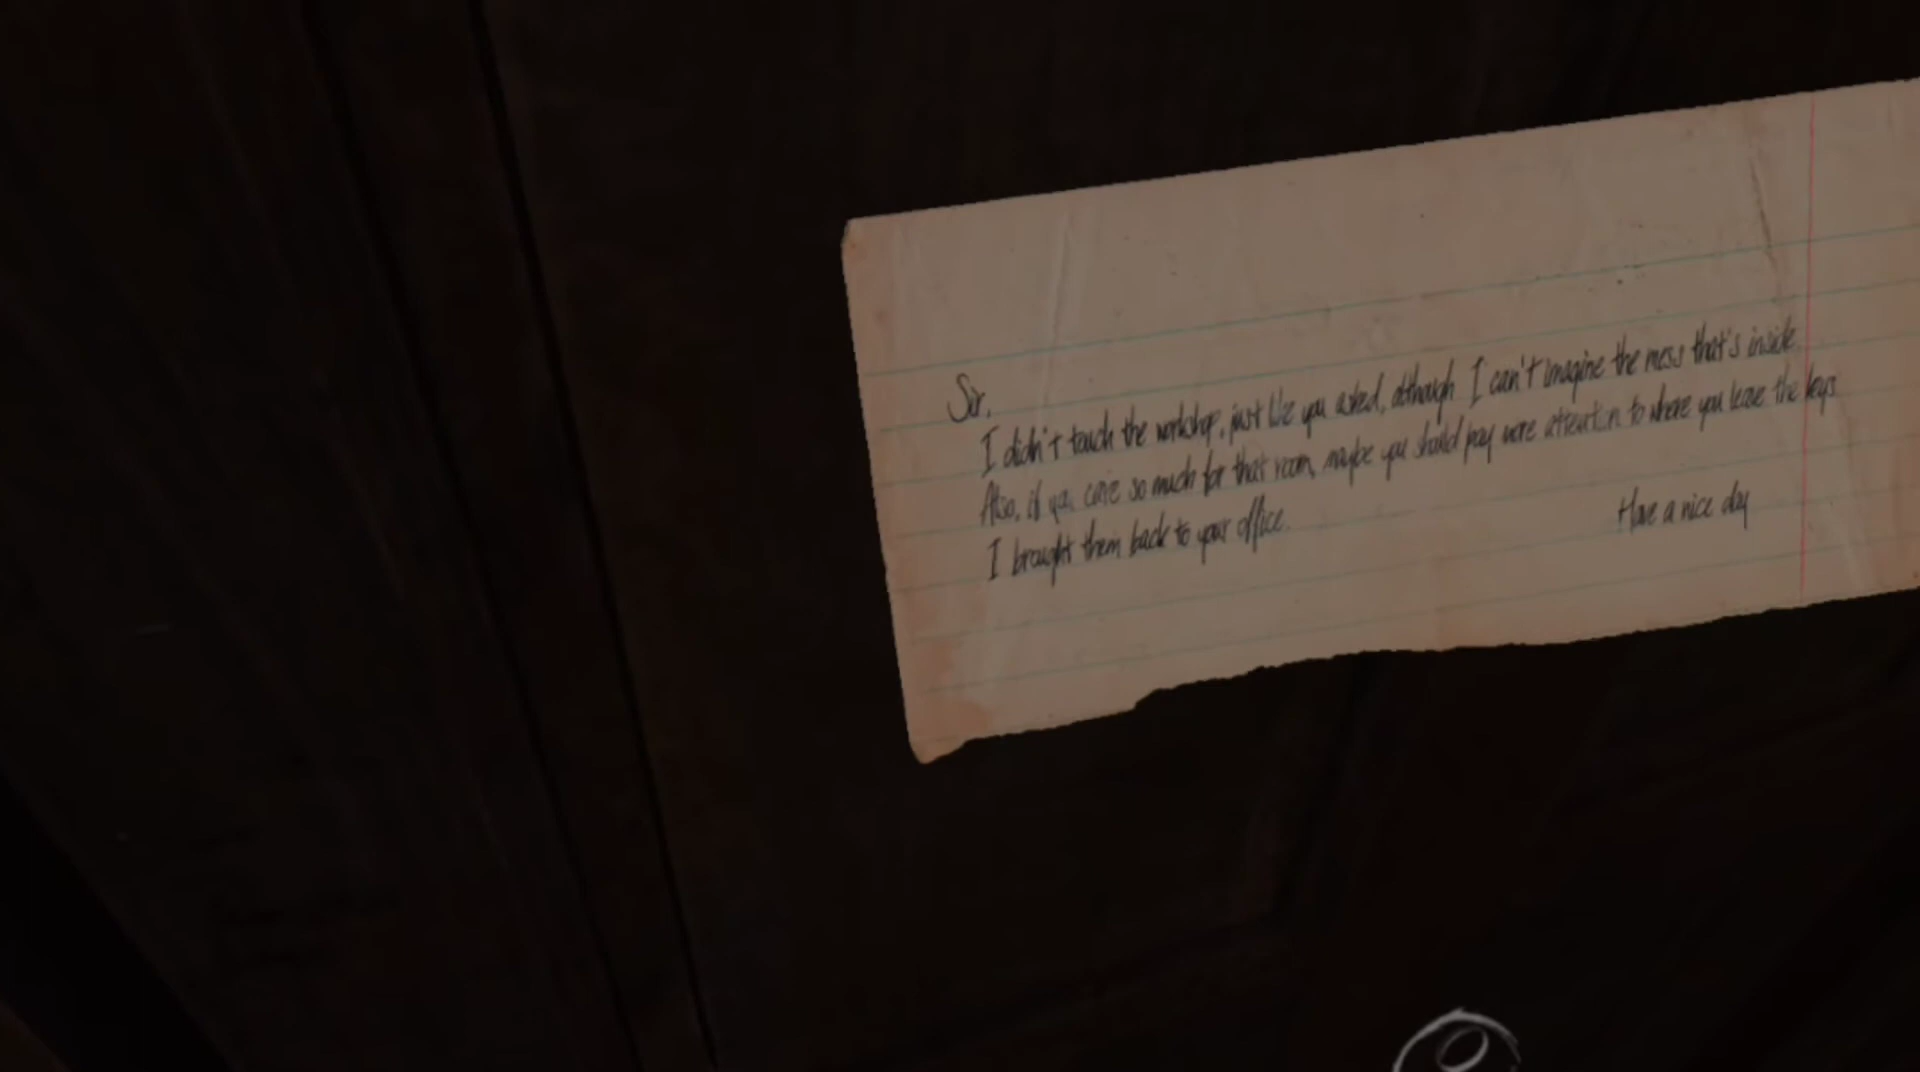 Sir,
I didn't touch the workshop, just like you asked, although I can't imagine the mess that's inside.
Also, if you care so much for that room, maybe you should pay more attention to where you leave the keys.
I brought them back to your office.
Have a nice day